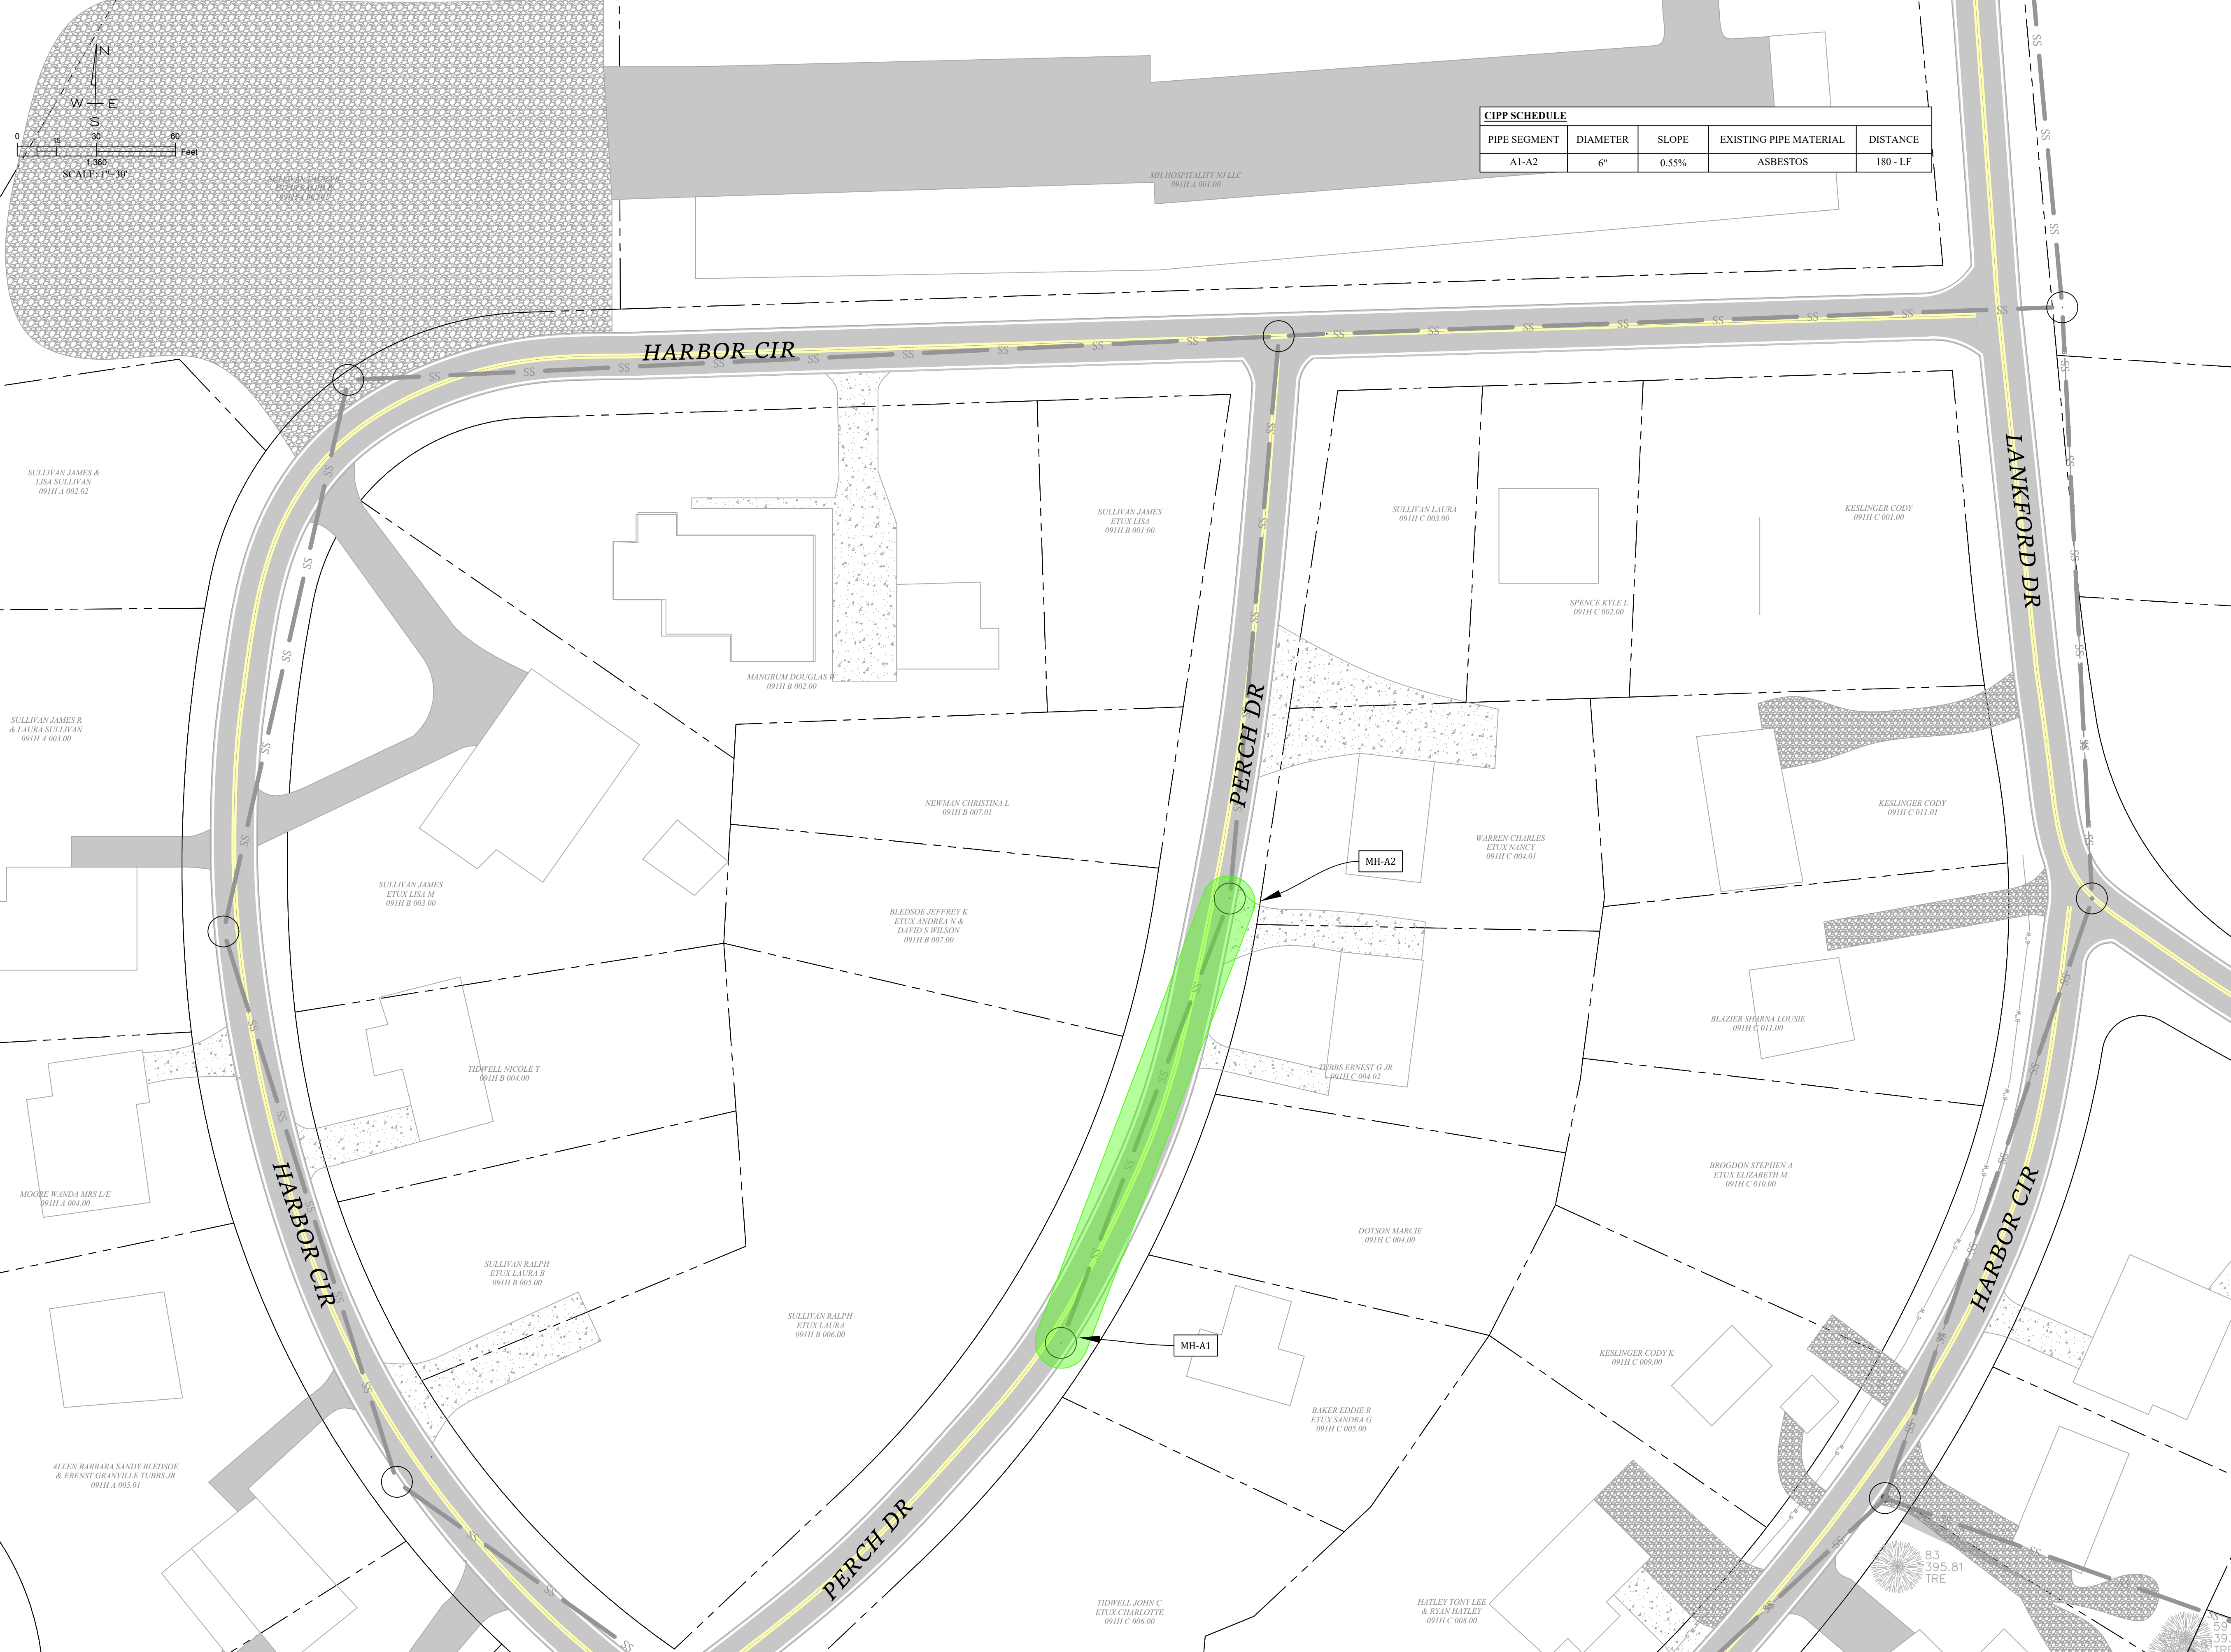 N
W
E
S
0
15
30
60
Feet
1:360
SCALE: 1"=30'
SULLIVAN LAURA B
ETVIR RALPH B
091H A 002.01
MH HOSPITALITY NJ LLC
091H A 001.00
CIPP SCHEDULE
PIPE SEGMENT DIAMETER SLOPE EXISTING PIPE MATERIAL DISTANCE
A1-A2 6" 0.55% ASBESTOS 180 - LF
HARBOR CIR
LANKFORD DR
SULLIVAN JAMES &
LISA SULLIVAN
091H A 002.02
SULLIVAN JAMES
ETUX LISA
091H B 001.00
SULLIVAN LAURA
091H C 003.00
KESLINGER CODY
091H C 001.00
SPENCE KYLE L
091H C 002.00
MANGRUM DOUGLAS W
091H B 002.00
PERCH DR
SULLIVAN JAMES R
& LAURA SULLIVAN
091H A 003.00
NEWMAN CHRISTINA L
091H B 007.01
KESLINGER CODY
091H C 011.01
WARREN CHARLES
ETUX NANCY
091H C 004.01
MH-A2
SULLIVAN JAMES
ETUX LISA M
091H B 003.00
BLEDSOE JEFFREY K
ETUX ANDREA N &
DAVID S WILSON
091H B 007.00
BLAZIER SHARNA LOUSIE
091H C 011.00
TIDWELL NICOLE T
091H B 004.00
TUBBS ERNEST G JR
091H C 004.02
MOORE WANDA MRS L/E
091H A 004.00
BROGDON STEPHEN A
ETUX ELIZABETH M
091H C 010.00
HARBOR CIR
HARBOR CIR
DOTSON MARCIE
091H C 004.00
SULLIVAN RALPH
ETUX LAURA B
091H B 005.00
SULLIVAN RALPH
ETUX LAURA
091H B 006.00
MH-A1
KESLINGER CODY K
091H C 009.00
BAKER EDDIE R
ETUX SANDRA G
091H C 005.00
ALLEN BARBARA SANDY BLEDSOE
& ERENST GRANVILLE TUBBS JR
091H A 005.01
PERCH DR
83
395.81
TRE
TIDWELL JOHN C
ETUX CHARLOTTE
091H C 006.00
HATLEY TONY LEE
& RYAN HATLEY
091H C 008.00
SS
6"W